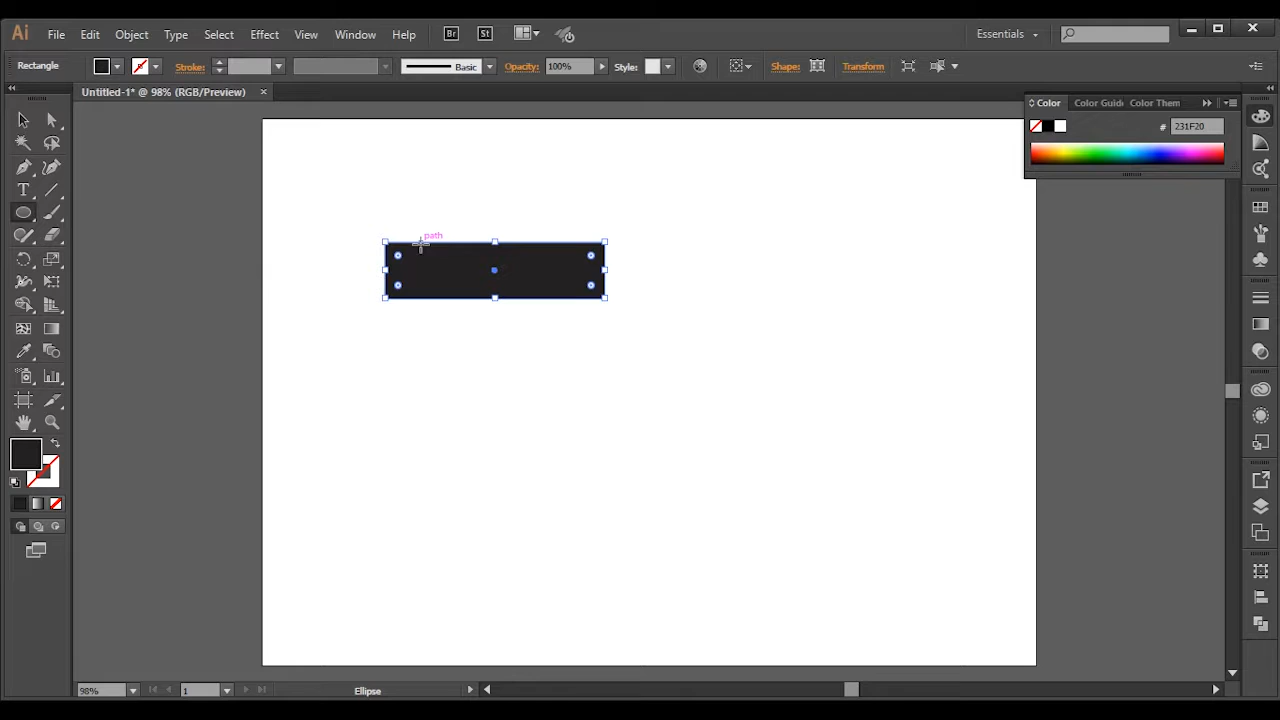 Ai File Edit Object Type Select Effect View Window Help Br St Essentials
Rectangle Stroke: Basic Opacity: 100% Style: Shape: Transform
Untitled-1* @ 98% (RGB/Preview) ×
Color Color Guid Color Them
# 231F20
path
98% 1 Ellipse